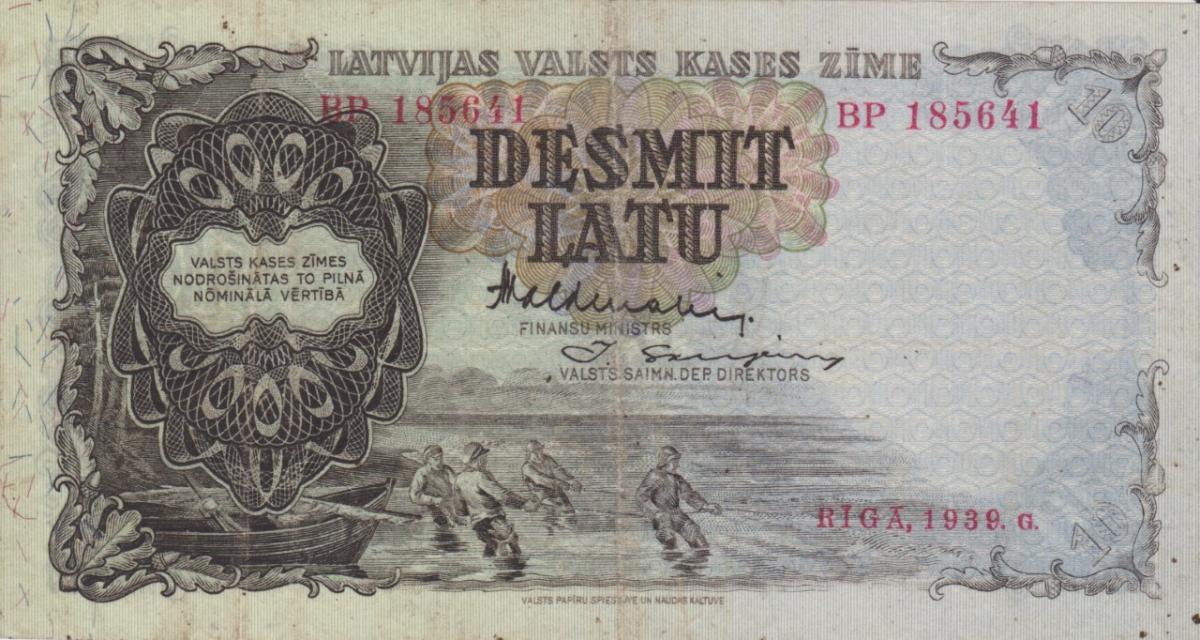 LATVIJAS VALSTS KASES ZĪME
BP 185641
BP 185641
10
DESMIT
LATU
VALSTS KASES ZĪMES
NODROŠINĀTAS TO PILNĀ
NŌMINĀLĀ VĒRTĪBĀ
FINANSU MINISTRS
VALSTS SAIMN. DEP. DIREKTORS
RĪGĀ, 1939. G.
10
VALSTS PAPĪRU SPIESTUVE UN NAUDAS KALTUVE